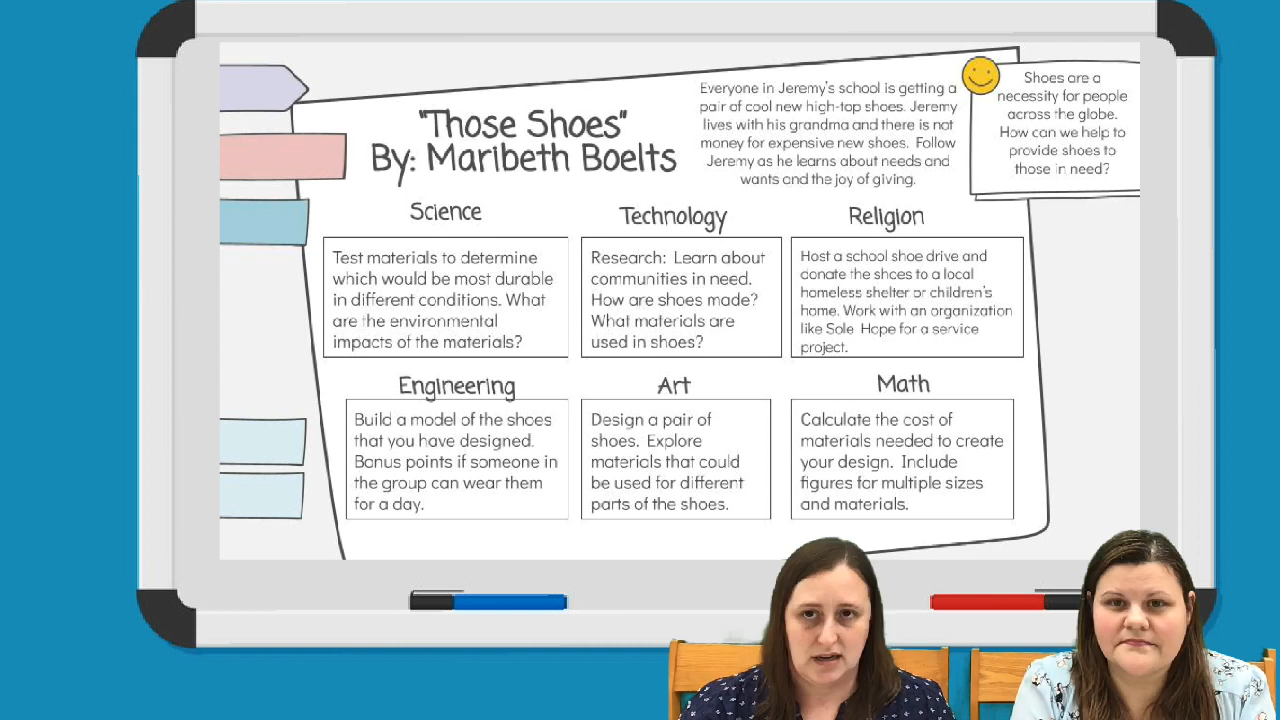 "Those Shoes"
By: Maribeth Boelts
Everyone in Jeremy's school is getting a
pair of cool new high-top shoes. Jeremy
lives with his grandma and there is not
money for expensive new shoes. Follow
Jeremy as he learns about needs and
wants and the joy of giving.
Shoes are a
necessity for people
across the globe.
How can we help to
provide shoes to
those in need?
Science
Test materials to determine
which would be most durable
in different conditions. What
are the environmental
impacts of the materials?
Technology
Research: Learn about
communities in need.
How are shoes made?
What materials are
used in shoes?
Religion
Host a school shoe drive and
donate the shoes to a local
homeless shelter or children's
home. Work with an organization
like Sole Hope for a service
project.
Engineering
Build a model of the shoes
that you have designed.
Bonus points if someone in
the group can wear them
for a day.
Art
Design a pair of
shoes. Explore
materials that could
be used for different
parts of the shoes.
Math
Calculate the cost of
materials needed to create
your design. Include
figures for multiple sizes
and materials.